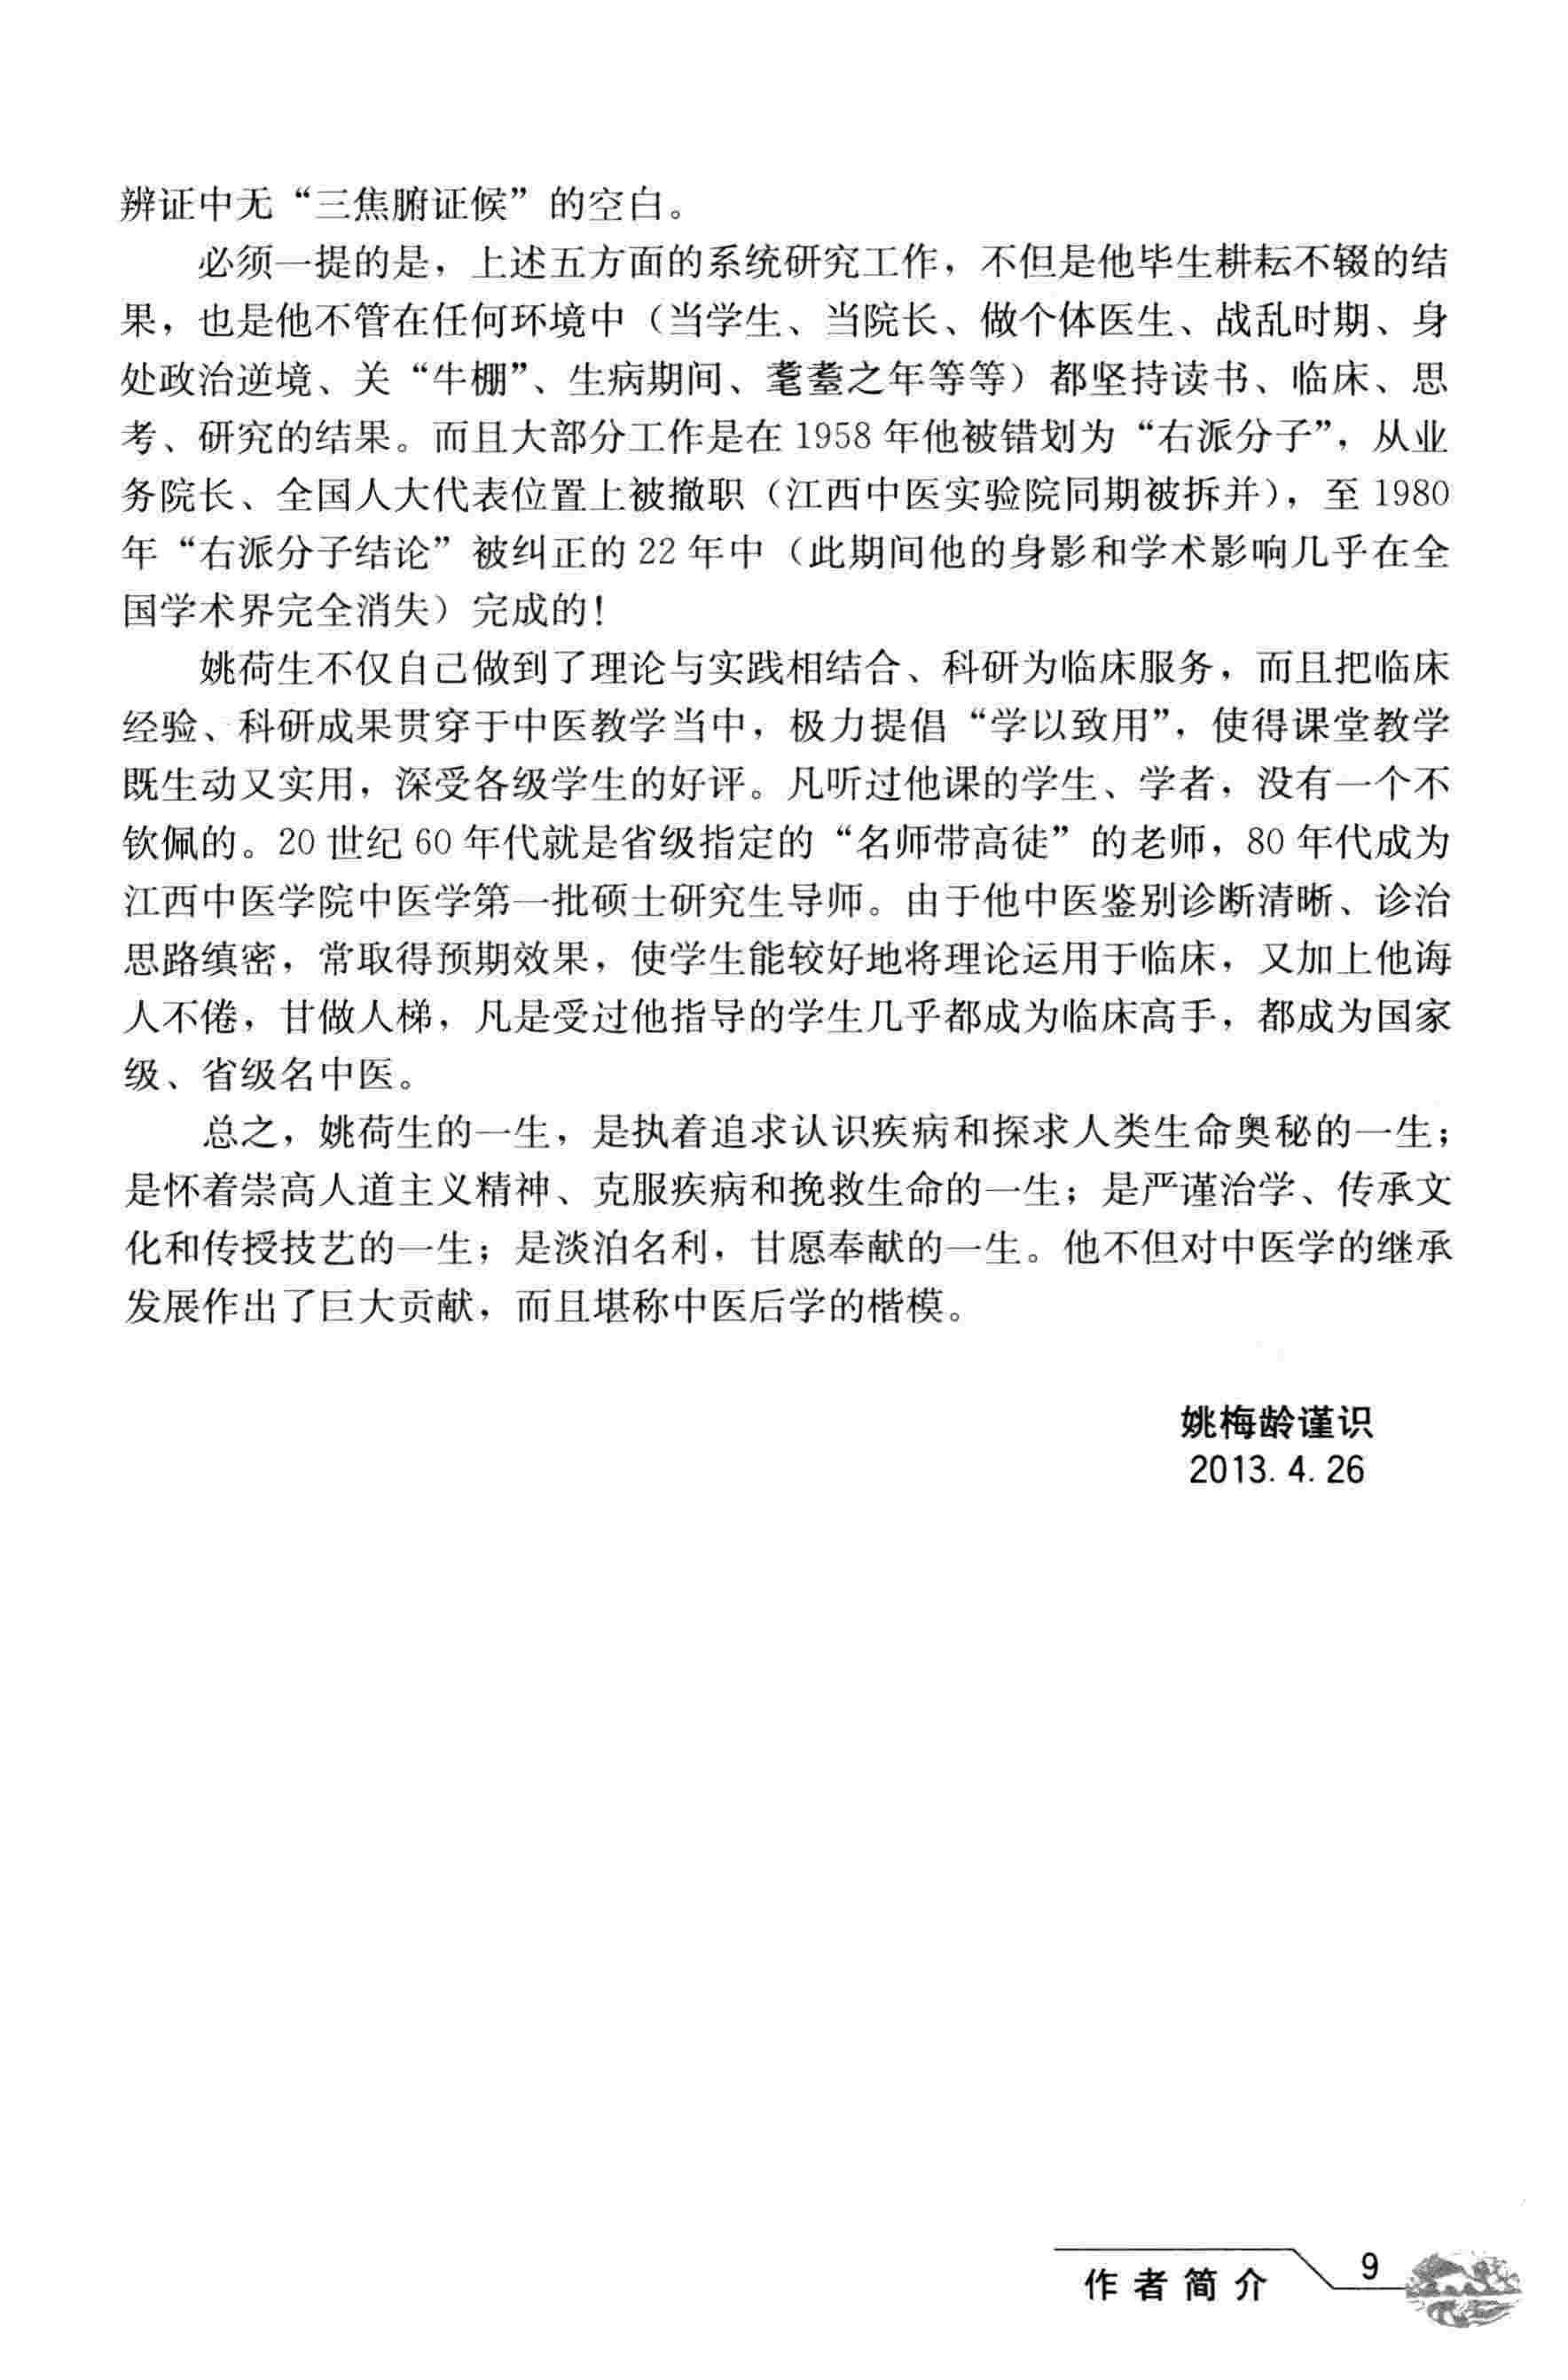 辨证中无“三焦腑证候”的空白。
必须一提的是，上述五方面的系统研究工作，不但是他毕生耕耘不辍的结
果，也是他不管在任何环境中（当学生、当院长、做个体医生、战乱时期、身
处政治逆境、关“牛棚”、生病期间、耄耋之年等等）都坚持读书、临床、思
考、研究的结果。而且大部分工作是在 1958 年他被错划为“右派分子”，从业
务院长、全国人大代表位置上被撤职（江西中医实验院同期被拆并），至 1980
年“右派分子结论”被纠正的 22 年中（此期间他的身影和学术影响几乎在全
国学术界完全消失）完成的！
姚荷生不仅自己做到了理论与实践相结合、科研为临床服务，而且把临床
经验、科研成果贯穿于中医教学当中，极力提倡“学以致用”，使得课堂教学
既生动又实用，深受各级学生的好评。凡听过他课的学生、学者，没有一个不
钦佩的。20 世纪 60 年代就是省级指定的“名师带高徒”的老师，80 年代成为
江西中医学院中医学第一批硕士研究生导师。由于他中医鉴别诊断清晰、诊治
思路缜密，常取得预期效果，使学生能较好地将理论运用于临床，又加上他诲
人不倦，甘做人梯，凡是受过他指导的学生几乎都成为临床高手，都成为国家
级、省级名中医。
总之，姚荷生的一生，是执着追求认识疾病和探求人类生命奥秘的一生；
是怀着崇高人道主义精神、克服疾病和挽救生命的一生；是严谨治学、传承文
化和传授技艺的一生；是淡泊名利，甘愿奉献的一生。他不但对中医学的继承
发展作出了巨大贡献，而且堪称中医后学的楷模。
姚梅龄谨识
2013. 4. 26
作者简介 9